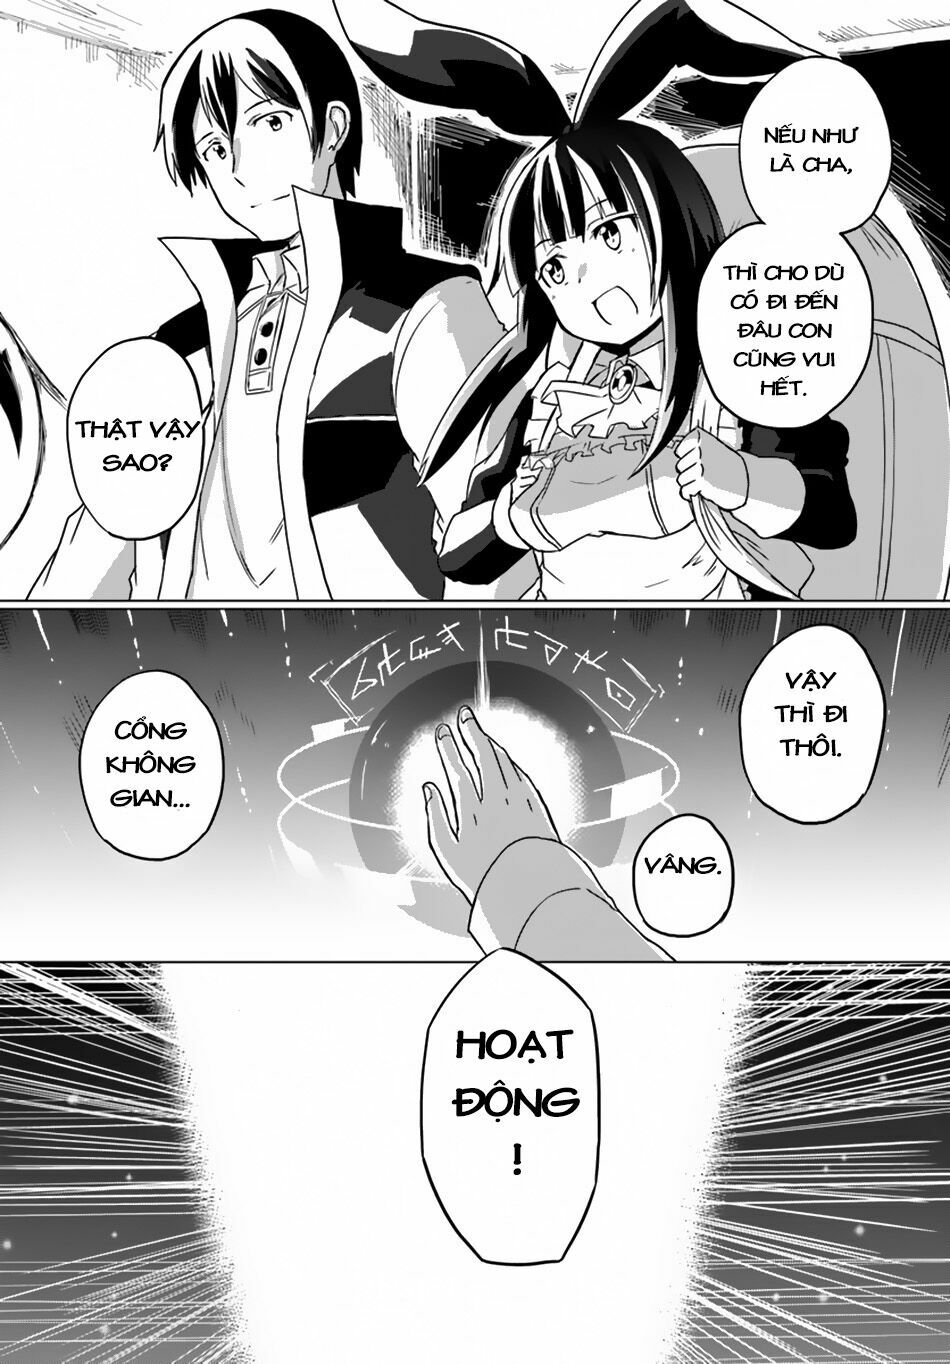 NẾU NHƯ
LÀ CHA,
THÌ CHO DÙ
CÓ ĐI ĐẾN
ĐÂU CON
CŨNG VUI
HẾT.
THẬT VẬY
SAO?
VẬY
THÌ ĐI
THÔI.
VÂNG.
CỔNG
KHÔNG
GIAN...
HOẠT
ĐỘNG
!